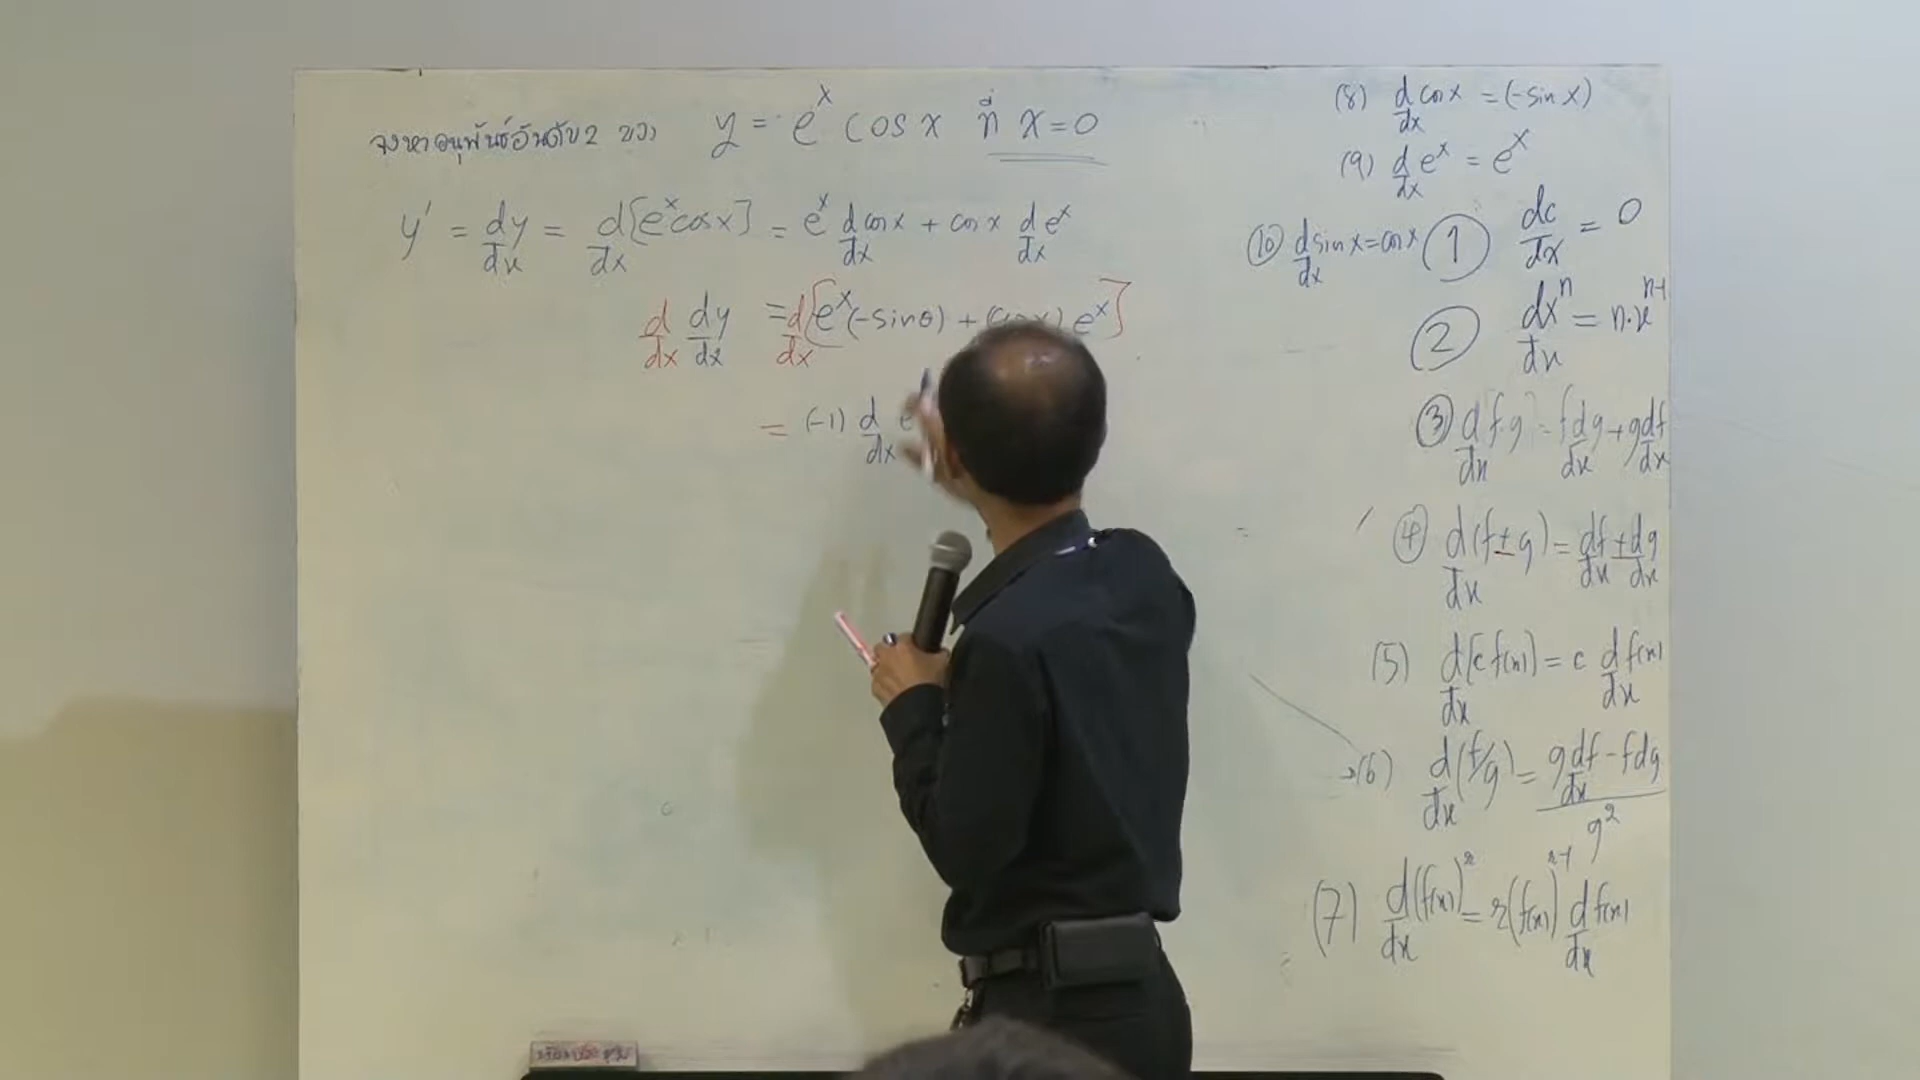 จงหาอนุพันธ์อันดับ2 ของ y = e^x cos x ที่ x=0
y' = dy/dx = d/dx [e^x cos x] = e^x d/dx cos x + cos x d/dx e^x
d/dx dy/dx = d/dx [e^x (-sinθ) + (cos x) e^x]
= (-1) d/dx e
(8) d/dx cos x = (-sin x)
(9) d/dx e^x = e^x
(10) d/dx sin x = cos x
(1) dc/dx = 0
(2) dx^n/dx = n·x^(n-1)
(3) d/dx f·g = f dg/dx + g df/dx
(4) d/dx (f ± g) = df/dx ± dg/dx
(5) d/dx [c f(x)] = c d/dx f(x)
(6) d/dx (f/g) = (g df/dx - f dg)/g^2
(7) d/dx (f(x))^r = r(f(x))^(r-1) d/dx f(x)